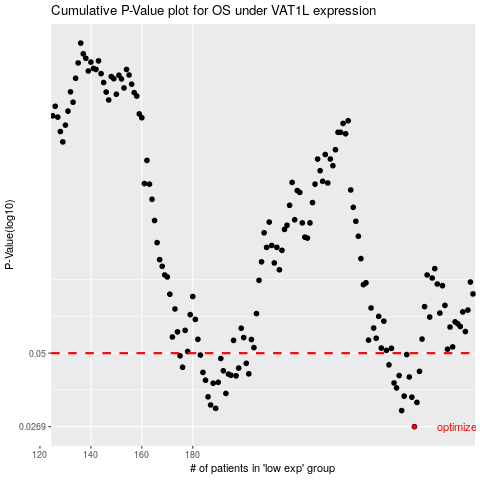 Cumulative P-Value plot for OS under VAT1L expression
P-Value(log10)
0.05
0.0269
optimize
120 140 160 180
# of patients in 'low exp' group